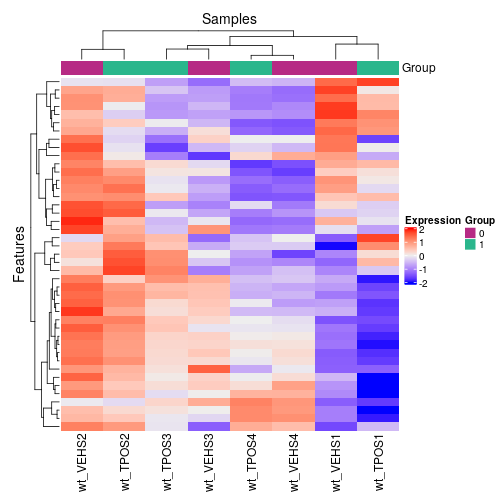 Samples
Group
Features
Expression Group
2
1
0
-1
-2
0
1
wt_VEHS2
wt_TPOS2
wt_TPOS3
wt_VEHS3
wt_TPOS4
wt_VEHS4
wt_VEHS1
wt_TPOS1